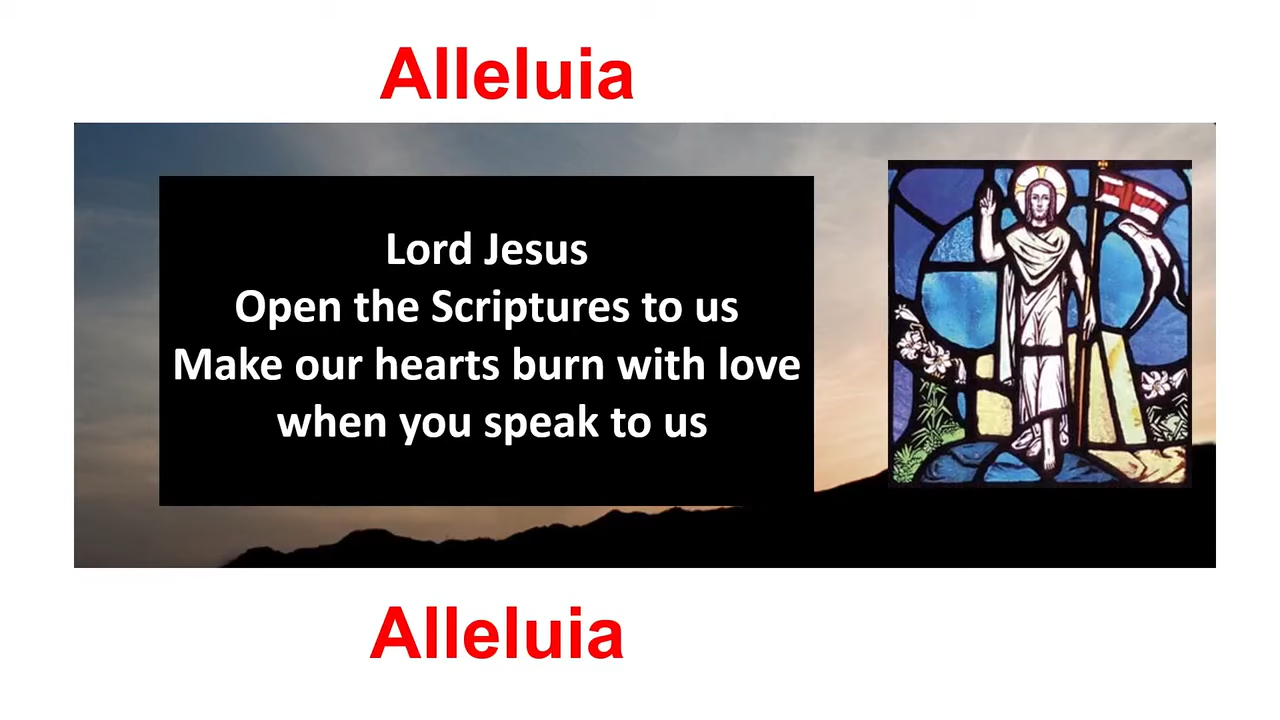 Alleluia
Lord Jesus
Open the Scriptures to us
Make our hearts burn with love
when you speak to us
Alleluia